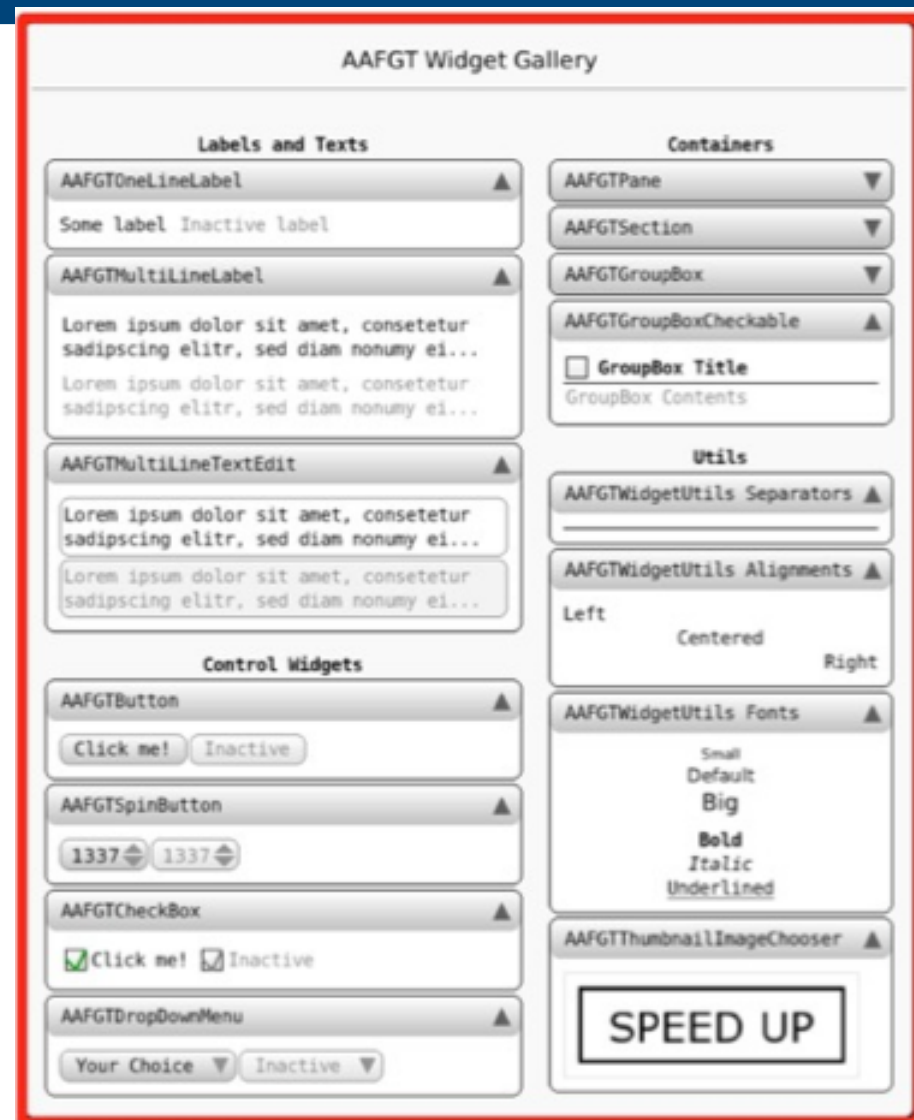 AAFGT Widget Gallery
Labels and Texts
AAFGTOneLineLabel
Some label Inactive label
AAFGTMultiLineLabel
Lorem ipsum dolor sit amet, consetetur
sadipscing elitr, sed diam nonumy ei...
Lorem ipsum dolor sit amet, consetetur
sadipscing elitr, sed diam nonumy ei...
AAFGTMultiLineTextEdit
Lorem ipsum dolor sit amet, consetetur
sadipscing elitr, sed diam nonumy ei...
Lorem ipsum dolor sit amet, consetetur
sadipscing elitr, sed diam nonumy ei...
Control Widgets
AAFGTButton
Click me! Inactive
AAFGTSpinButton
1337 1337
AAFGTCheckBox
Click me! Inactive
AAFGTDropDownMenu
Your Choice Inactive
Containers
AAFGTPane
AAFGTSection
AAFGTGroupBox
AAFGTGroupBoxCheckable
GroupBox Title
GroupBox Contents
Utils
AAFGTWidgetUtils Separators
AAFGTWidgetUtils Alignments
Left
Centered
Right
AAFGTWidgetUtils Fonts
Small
Default
Big
Bold
Italic
Underlined
AAFGTThumbnailImageChooser
SPEED UP